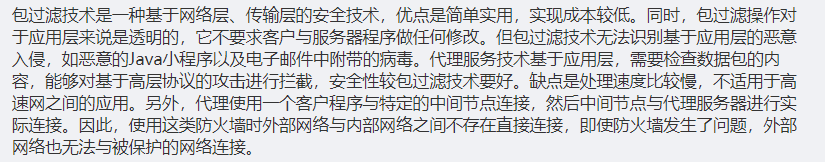 包过滤技术是一种基于网络层、传输层的安全技术，优点是简单实用，实现成本较低。同时，包过滤操作对
于应用层来说是透明的，它不要求客户与服务器程序做任何修改。但包过滤技术无法识别基于应用层的恶意
入侵，如恶意的Java小程序以及电子邮件中附带的病毒。代理服务技术基于应用层，需要检查数据包的内
容，能够对基于高层协议的攻击进行拦截，安全性较包过滤技术要好。缺点是处理速度比较慢，不适用于高
速网之间的应用。另外，代理使用一个客户程序与特定的中间节点连接，然后中间节点与代理服务器进行实
际连接。因此，使用这类防火墙时外部网络与内部网络之间不存在直接连接，即使防火墙发生了问题，外部
网络也无法与被保护的网络连接。